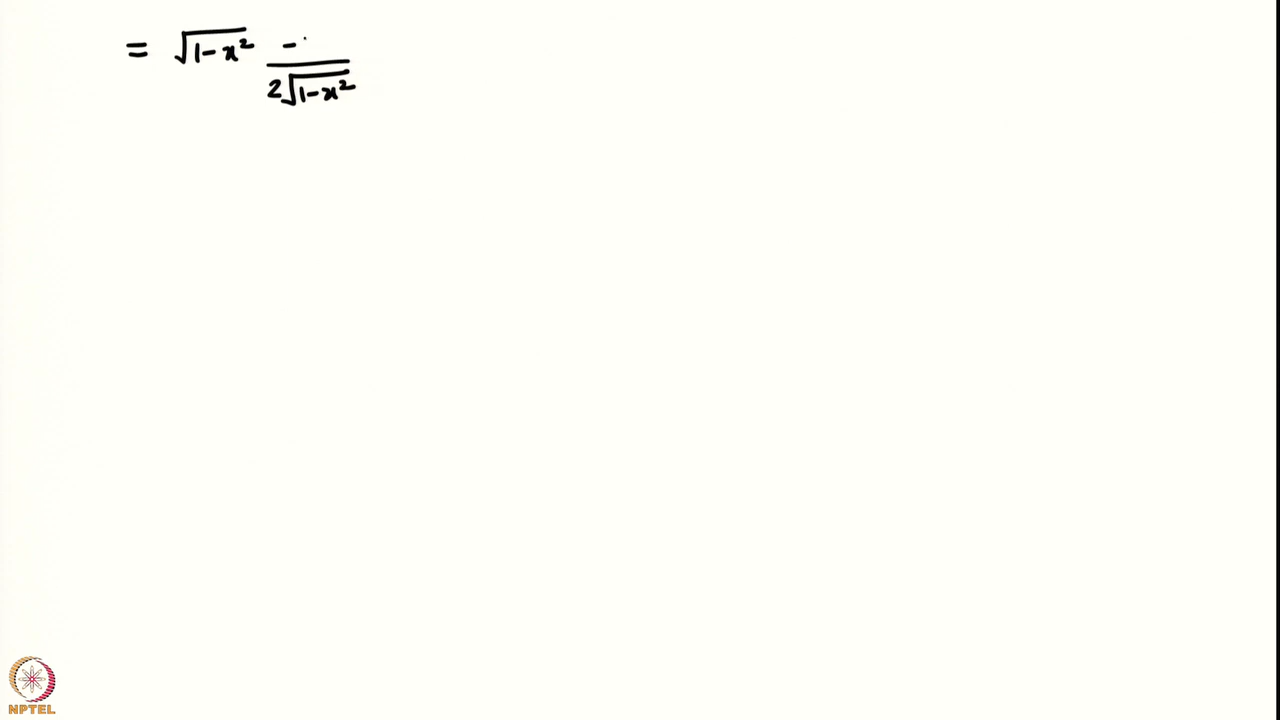 = √(1-x²) -/(2√(1-x²))
NPTEL